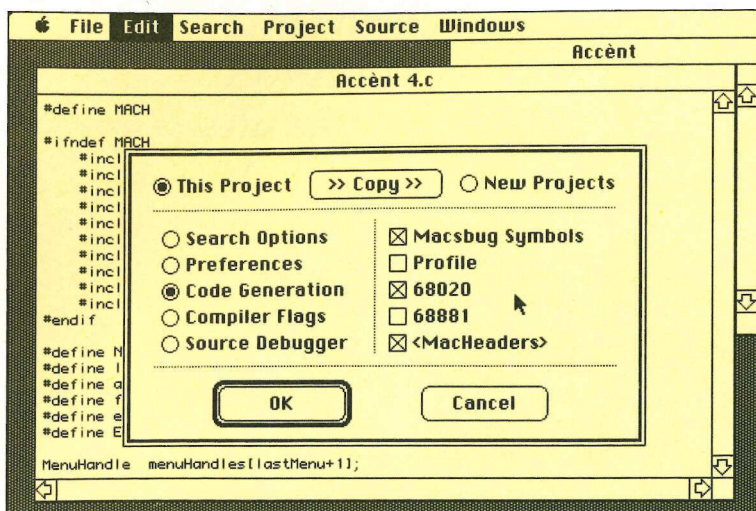 File Edit Search Project Source Windows
Accènt
Accènt 4.c
#define MACH
#ifndef MACH
#incl
#incl
#incl
#incl
#incl
#incl
#incl
#incl
#endif
#define N
#define l
#define a
#define f
#define e
#define E
MenuHandle menuHandles[lastMenu+1];
This Project >> Copy >> New Projects
Search Options
Preferences
Code Generation
Compiler Flags
Source Debugger
Macsbug Symbols
Profile
68020
68881
<MacHeaders>
OK Cancel